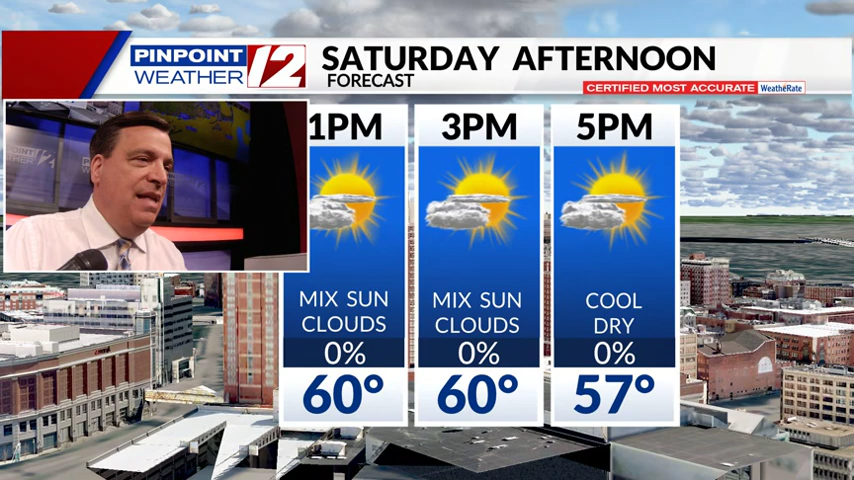 PINPOINT
WEATHER 12
SATURDAY AFTERNOON
FORECAST
CERTIFIED MOST ACCURATE WeatheRate
1PM 3PM 5PM
MIX SUN MIX SUN COOL
CLOUDS CLOUDS DRY
0% 0% 0%
60° 60° 57°